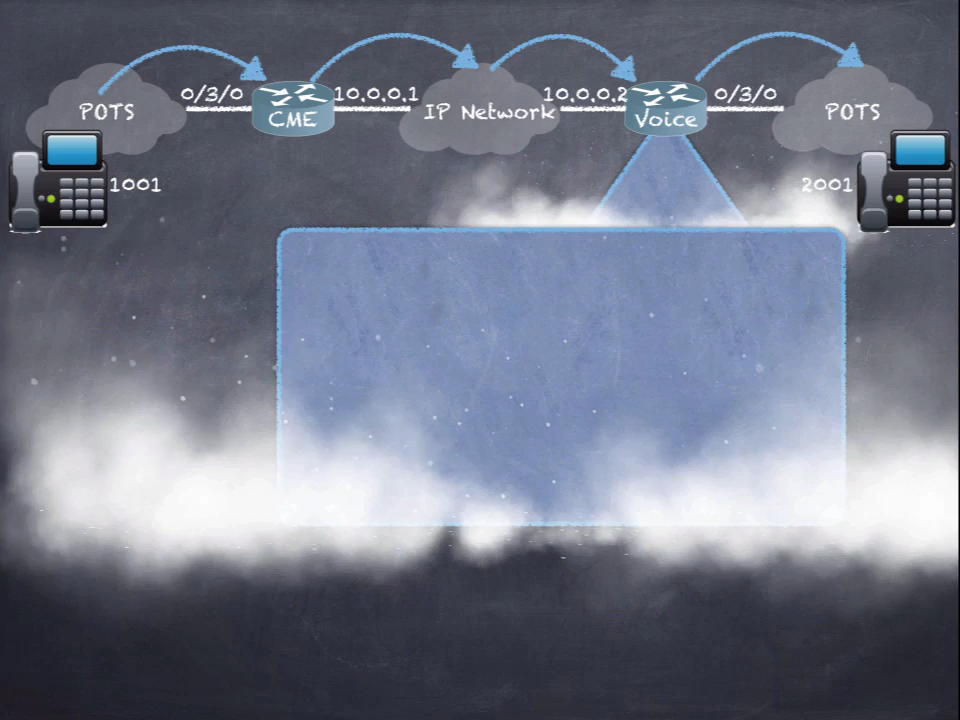 POTS
0/3/0
CME
10.0.0.1
IP Network
10.0.0.2
Voice
0/3/0
POTS
1001
2001